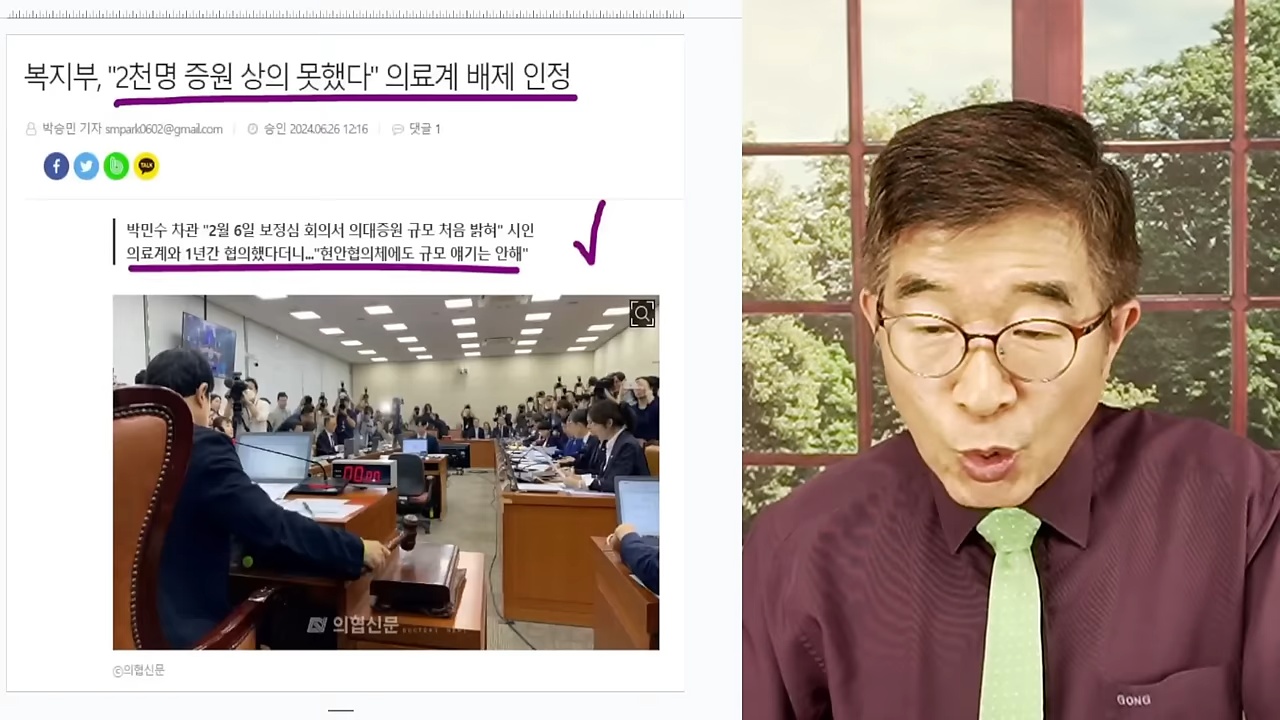 복지부, "2천명 증원 상의 못했다" 의료계 배제 인정
박승민 기자 smpark0602@gmail.com 승인 2024.06.26 12:16 댓글 1
TALK
박민수 차관 "2월 6일 보정심 회의서 의대증원 규모 처음 밝혀" 시인
의료계와 1년간 협의했다더니..."현안협의체에도 규모 얘기는 안해"
00:00
의협신문
DOCTORS NEWS
ⓒ의협신문
GONG